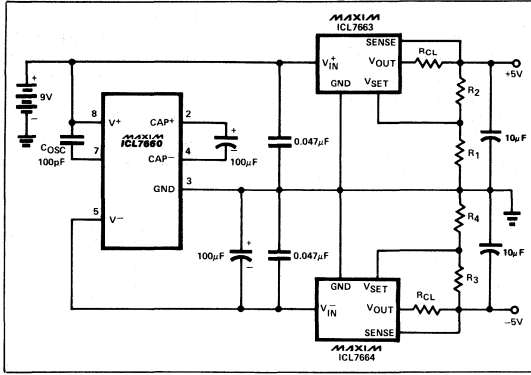 MAXIM
ICL7663
SENSE
V+IN
VOUT
RCL
+5V
GND
VSET
R2
+
9V
−
8
V+
CAP+
2
MAXIM
ICL7660
COSC
100pF
7
CAP−
4
+
−
100μF
0.047μF
R1
10μF
GND
3
5
V−
100μF
+
−
0.047μF
R4
R3
10μF
GND
VSET
V−IN
VOUT
RCL
−5V
SENSE
MAXIM
ICL7664